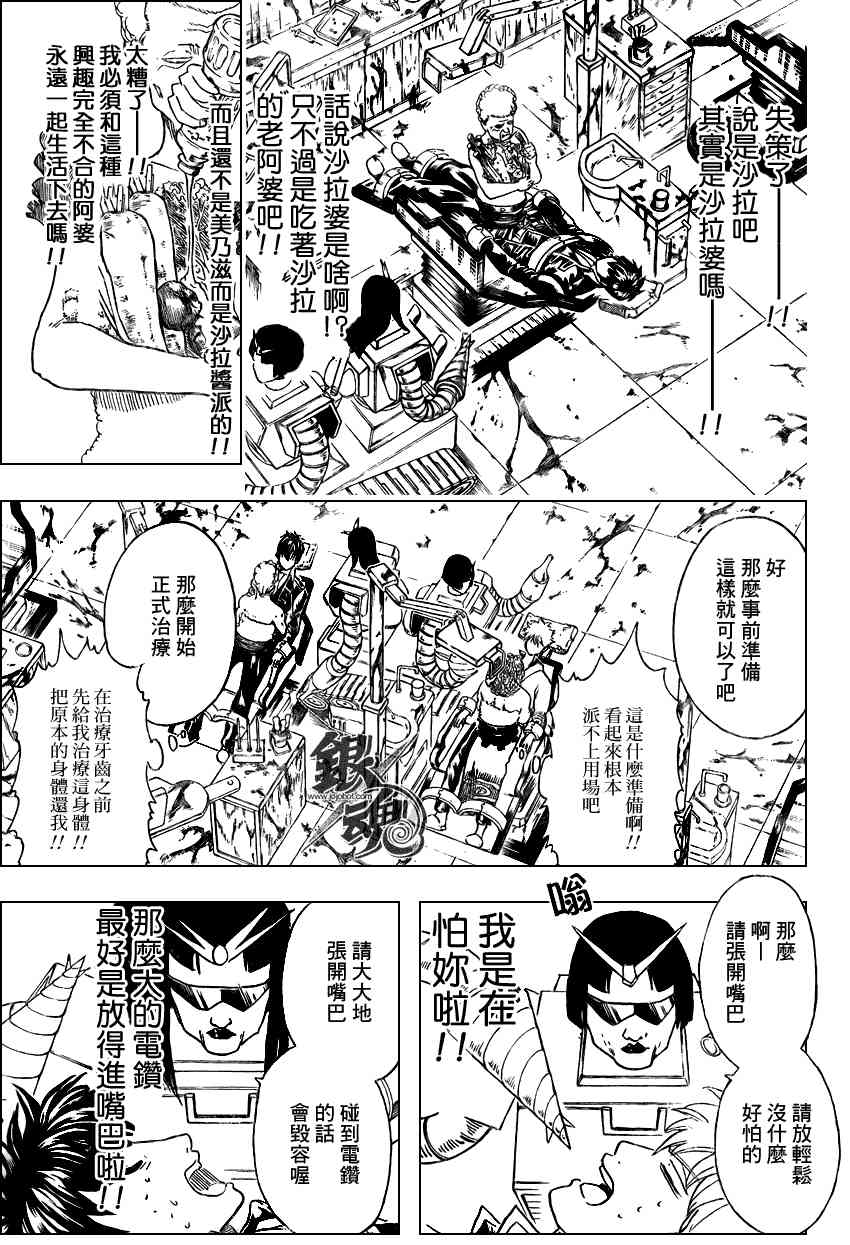 失策了——!!
說是沙拉吧
其實是沙拉婆嗎——!!
話說沙拉婆是啥啊!?
只不過是吃著沙拉
的老阿婆吧!!
而且還不是美乃滋而是沙拉醬派的!!
太糟了——!!
我必須和這種
興趣完全不合的阿婆
永遠一起生活下去嗎!!
好
那麼事前準備
這樣就可以了吧
這是什麼準備啊!!
看起來根本
派不上用場吧
那麼開始
正式治療
在治療牙齒之前
先給我治療這身體!!
把原本的身體還我!!
銀魂
www.jojobot.com
那麼
啊—
請張開嘴巴
請放輕鬆
沒什麼
好怕的
嗡
我是在
怕妳啦!!
請大大地
張開嘴巴
碰到電鑽
的話
會毀容喔
那麼大的電鑽
最好是放得進嘴巴啦!!